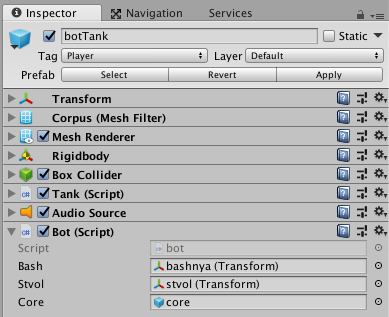 Inspector Navigation Services
botTank Static
Tag Player Layer Default
Prefab Select Revert Apply
Transform
Corpus (Mesh Filter)
Mesh Renderer
Rigidbody
Box Collider
C# Tank (Script)
Audio Source
C# Bot (Script)
Script bot
Bash bashnya (Transform)
Stvol stvol (Transform)
Core core